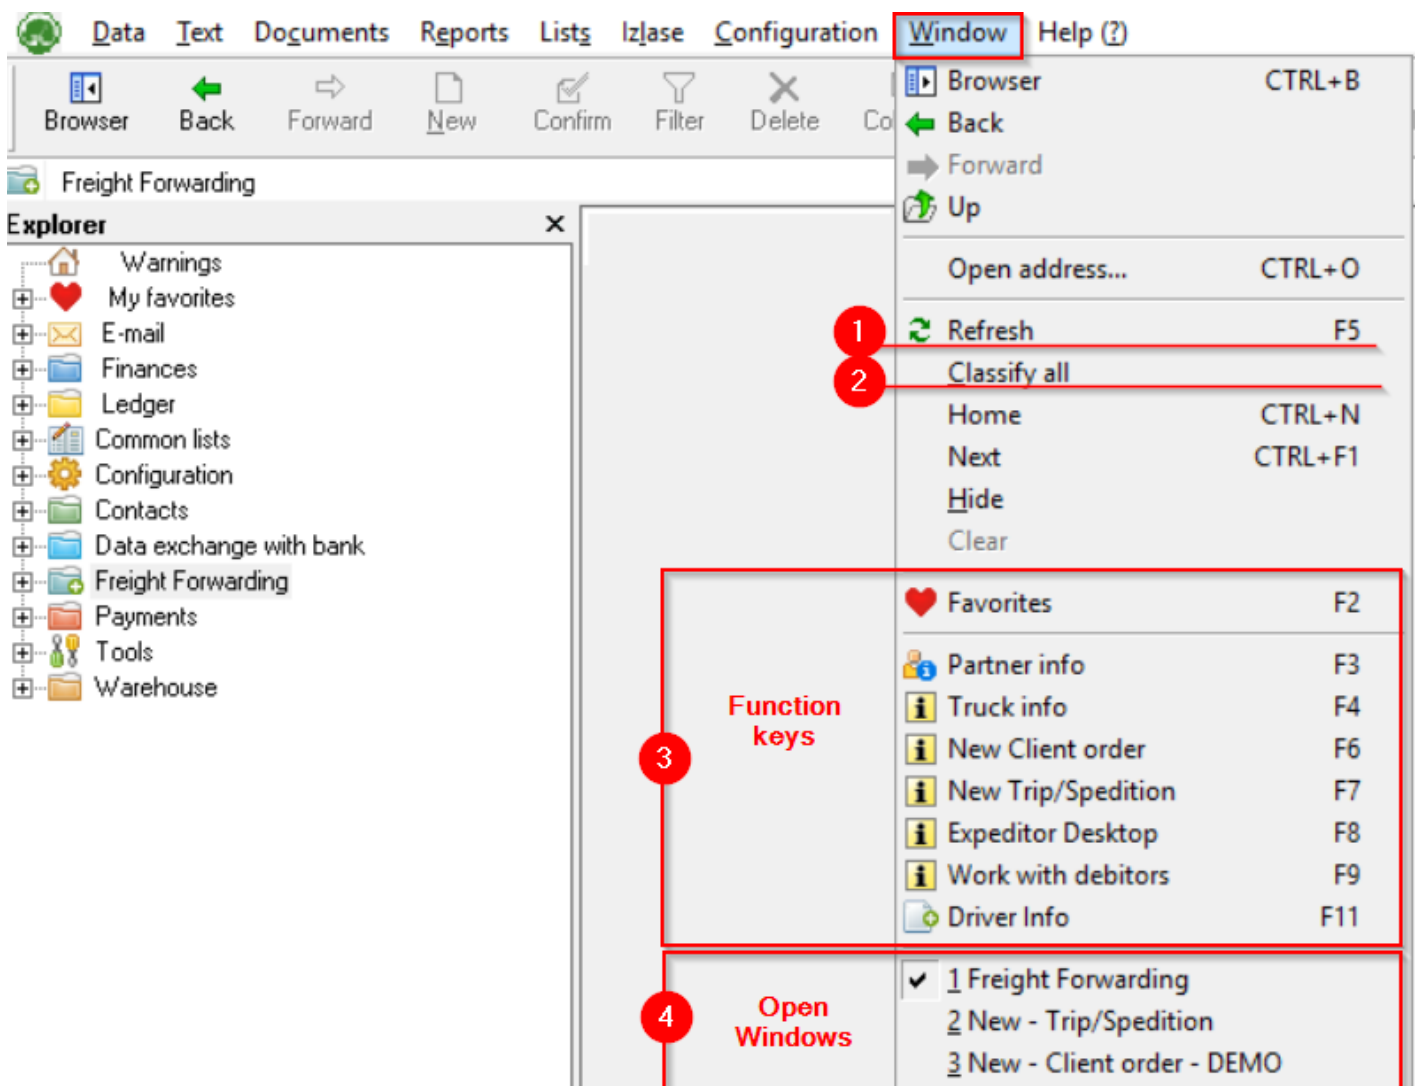 Data Text Documents Reports Lists Izlase Configuration Window Help (?)
Browser Back Forward New Confirm Filter Delete
Freight Forwarding
Explorer
Warnings
My favorites
E-mail
Finances
Ledger
Common lists
Configuration
Contacts
Data exchange with bank
Freight Forwarding
Payments
Tools
Warehouse
Browser CTRL+B
Back
Forward
Up
Open address... CTRL+O
1 Refresh F5
2 Classify all
Home CTRL+N
Next CTRL+F1
Hide
Clear
3
Function
keys
Favorites F2
Partner info F3
Truck info F4
New Client order F6
New Trip/Spedition F7
Expeditor Desktop F8
Work with debitors F9
Driver Info F11
4
Open
Windows
1 Freight Forwarding
2 New - Trip/Spedition
3 New - Client order - DEMO